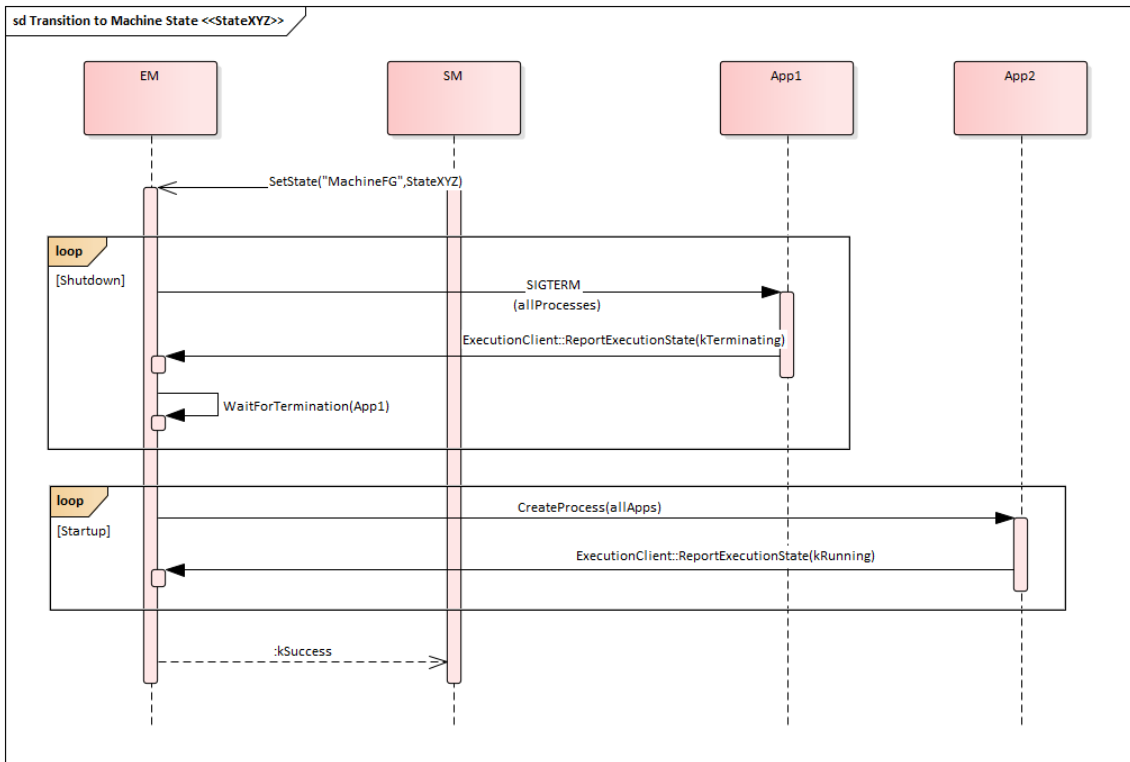 sd Transition to Machine State <<StateXYZ>>
EM
SM
App1
App2
SetState("MachineFG",StateXYZ)
loop
[Shutdown]
SIGTERM
(allProcesses)
ExecutionClient::ReportExecutionState(kTerminating)
WaitForTermination(App1)
loop
CreateProcess(allApps)
[Startup]
ExecutionClient::ReportExecutionState(kRunning)
:kSuccess